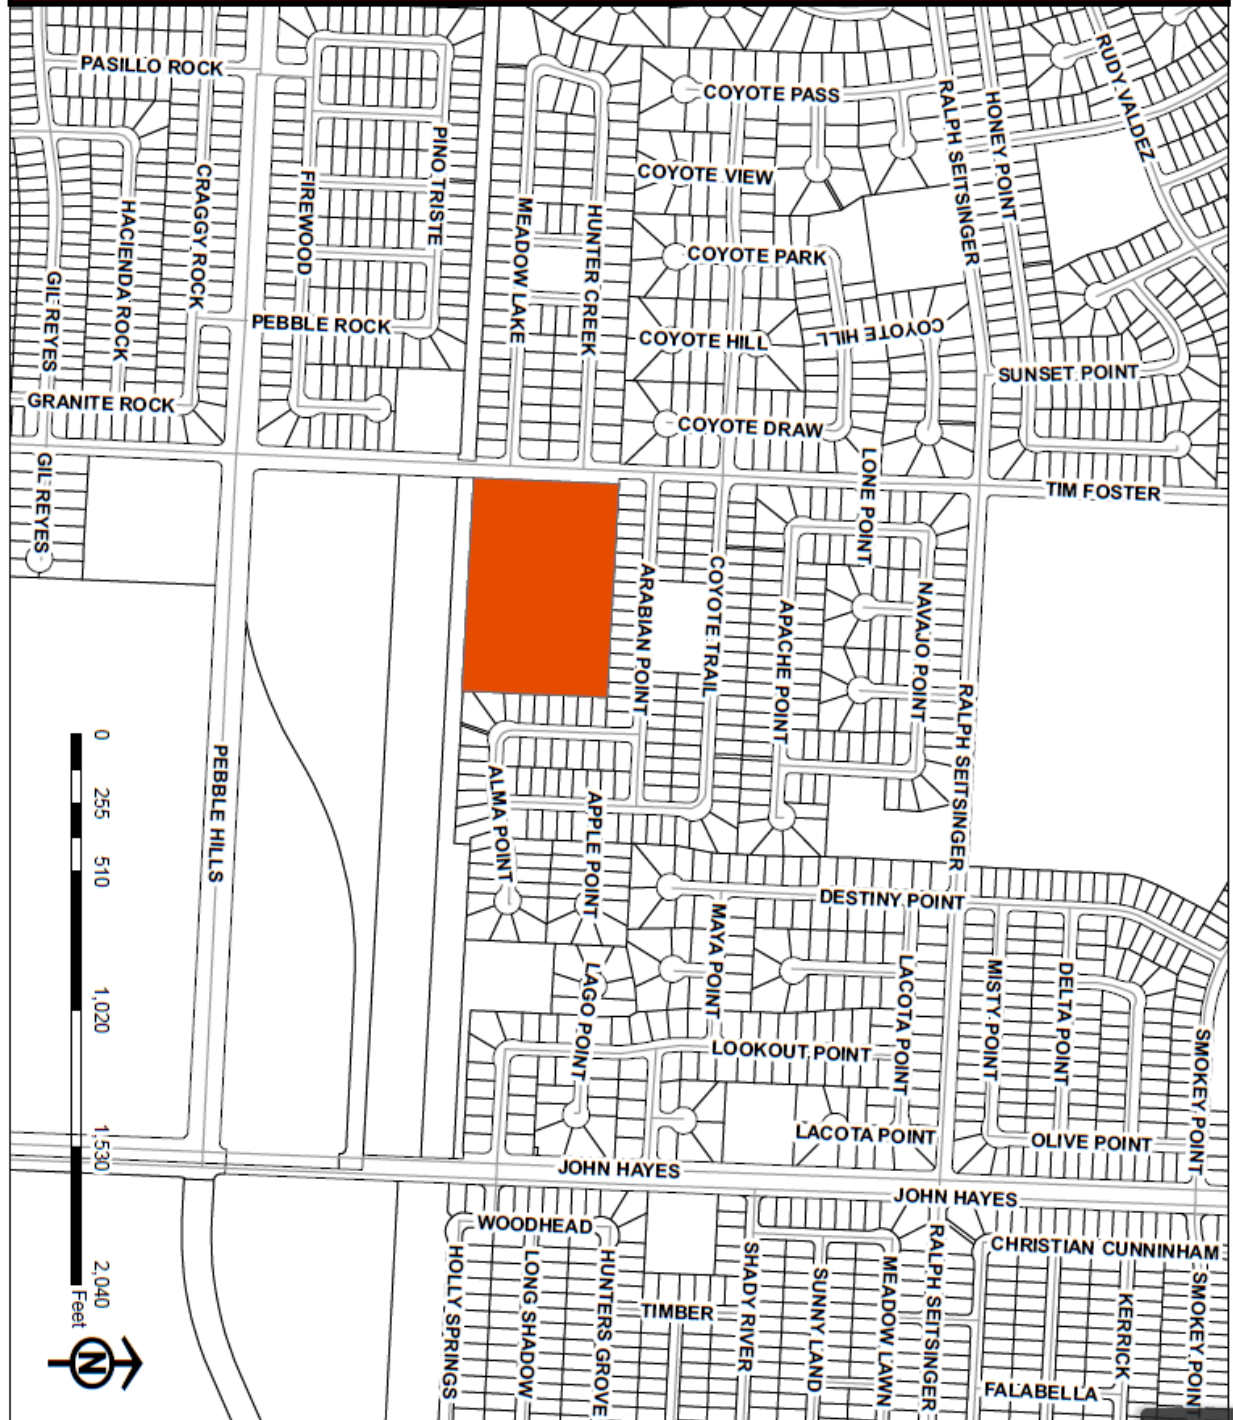 PASILLO ROCK
COYOTE PASS
RUDY VALDEZ
RALPH SEITSINGER
HONEY POINT
PINO TRISTE
CRAGGY ROCK
FIREWOOD
COYOTE VIEW
HACIENDA ROCK
MEADOW LAKE
HUNTER CREEK
COYOTE PARK
GIL REYES
PEBBLE ROCK
COYOTE HILL
COYOTE HILL
SUNSET POINT
GRANITE ROCK
COYOTE DRAW
GIL REYES
LONE POINT
TIM FOSTER
ARABIAN POINT
COYOTE TRAIL
APACHE POINT
NAVAJO POINT
RALPH SEITSINGER
PEBBLE HILLS
0
255
510
1,020
1,530
2,040
Feet
ALMA POINT
APPLE POINT
DESTINY POINT
MAYA POINT
LAGO POINT
LACOTA POINT
MISTY POINT
DELTA POINT
SMOKEY POINT
LOOKOUT POINT
LACOTA POINT
OLIVE POINT
JOHN HAYES
JOHN HAYES
WOODHEAD
CHRISTIAN CUNNINHAM
HOLLY SPRINGS
LONG SHADOW
HUNTERS GROVE
SHADY RIVER
SUNNY LAND
MEADOW LAWN
RALPH SEITSINGER
KERRICK
SMOKEY POINT
TIMBER
FALABELLA
N